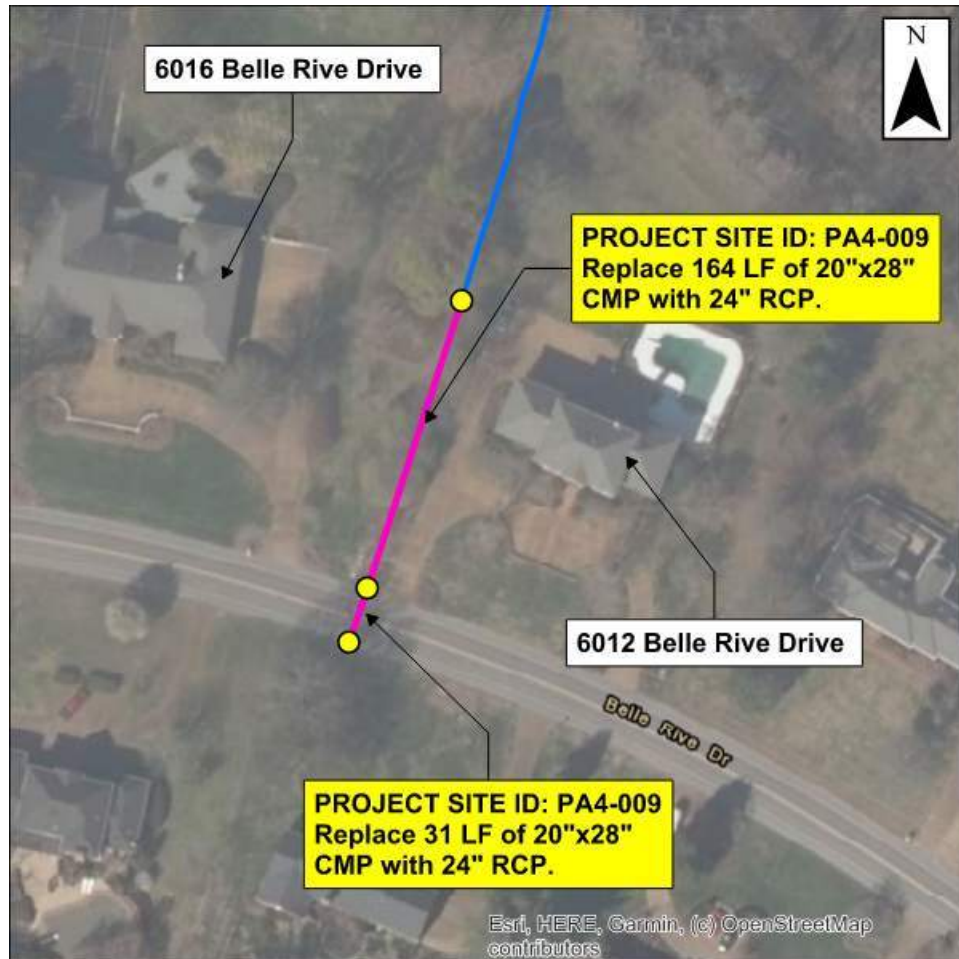 N
6016 Belle Rive Drive
PROJECT SITE ID: PA4-009
Replace 164 LF of 20"x28"
CMP with 24" RCP.
6012 Belle Rive Drive
Belle Rive Dr
PROJECT SITE ID: PA4-009
Replace 31 LF of 20"x28"
CMP with 24" RCP.
Esri, HERE, Garmin, (c) OpenStreetMap
contributors